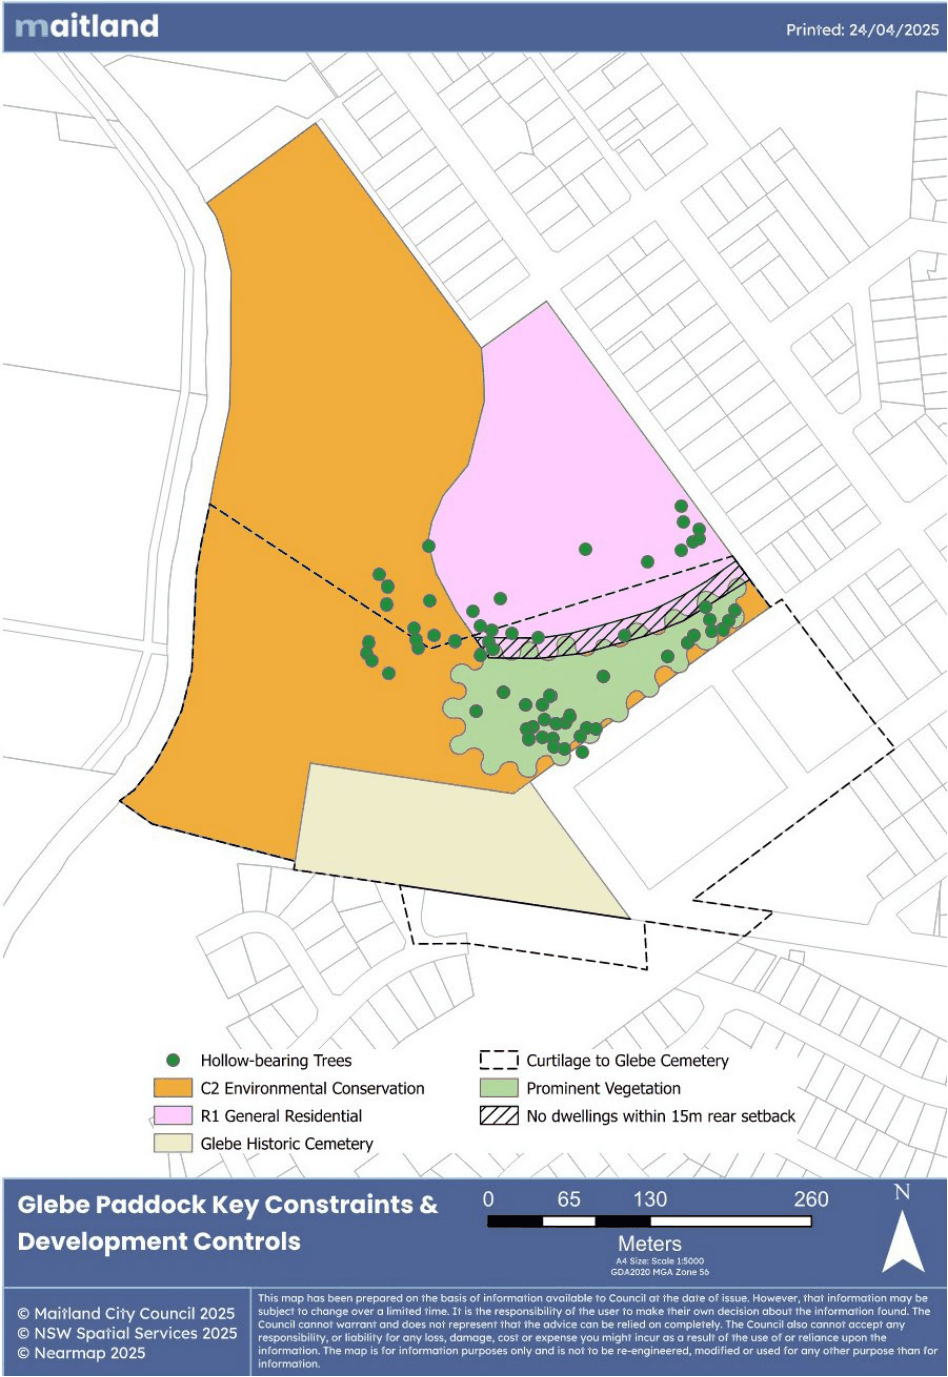 maitland
Printed: 24/04/2025
Hollow-bearing Trees
C2 Environmental Conservation
R1 General Residential
Glebe Historic Cemetery
Curtilage to Glebe Cemetery
Prominent Vegetation
No dwellings within 15m rear setback
Glebe Paddock Key Constraints &
Development Controls
0 65 130 260
Meters
A4 Size: Scale 1:5000
GDA2020 MGA Zone 56
N
© Maitland City Council 2025
© NSW Spatial Services 2025
© Nearmap 2025
This map has been prepared on the basis of information available to Council at the date of issue. However, that information may be
subject to change over a limited time. It is the responsibility of the user to make their own decision about the information found. The
Council cannot warrant and does not represent that the advice can be relied on completely. The Council also cannot accept any
responsibility, or liability for any loss, damage, cost or expense you might incur as a result of the use of or reliance upon the
information. The map is for information purposes only and is not to be re-engineered, modified or used for any other purpose than for
information.